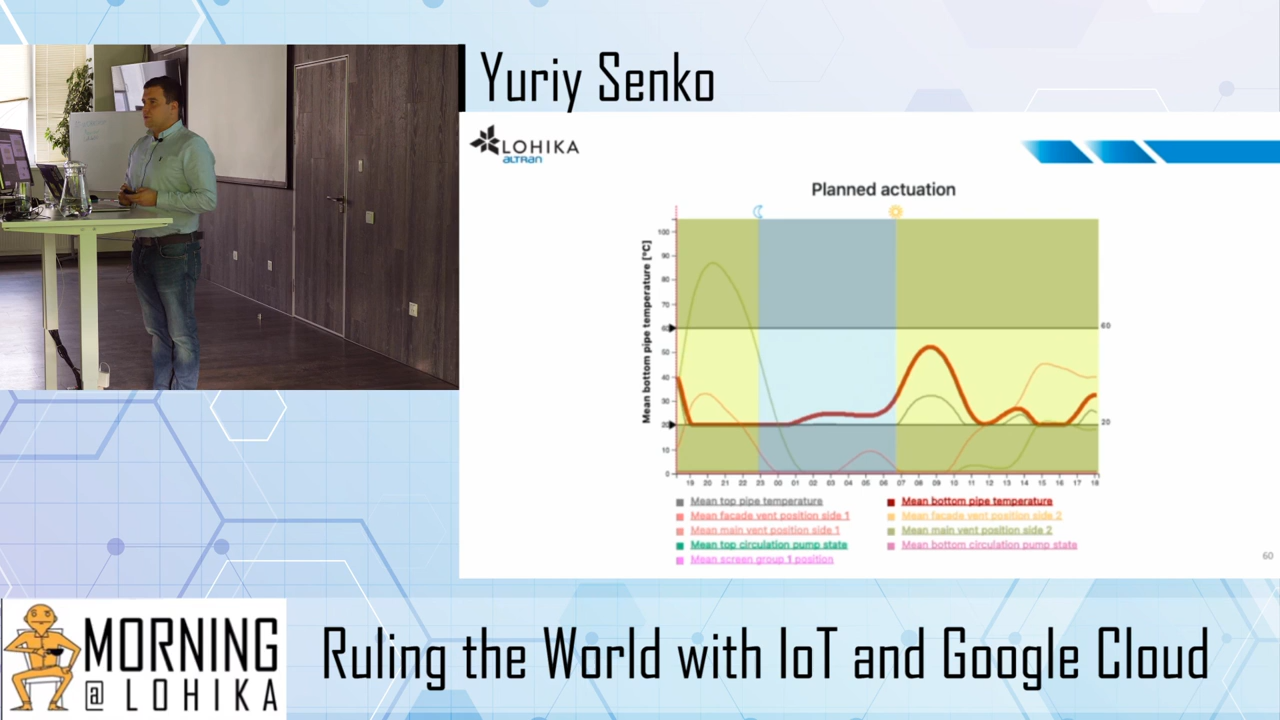 Yuriy Senko
LOHIKA
altran
Planned actuation
Mean bottom pipe temperature [°C]
100
90
80
70
60
50
40
30
20
10
0
60
20
19 20 21 22 23 00 01 02 03 04 05 06 07 08 09 10 11 12 13 14 15 16 17 18
Mean top pipe temperature
Mean bottom pipe temperature
Mean facade vent position side 1
Mean facade vent position side 2
Mean main vent position side 1
Mean main vent position side 2
Mean top circulation pump state
Mean bottom circulation pump state
Mean screen group 1 position
60
MORNING
@ LOHIKA
Ruling the World with IoT and Google Cloud